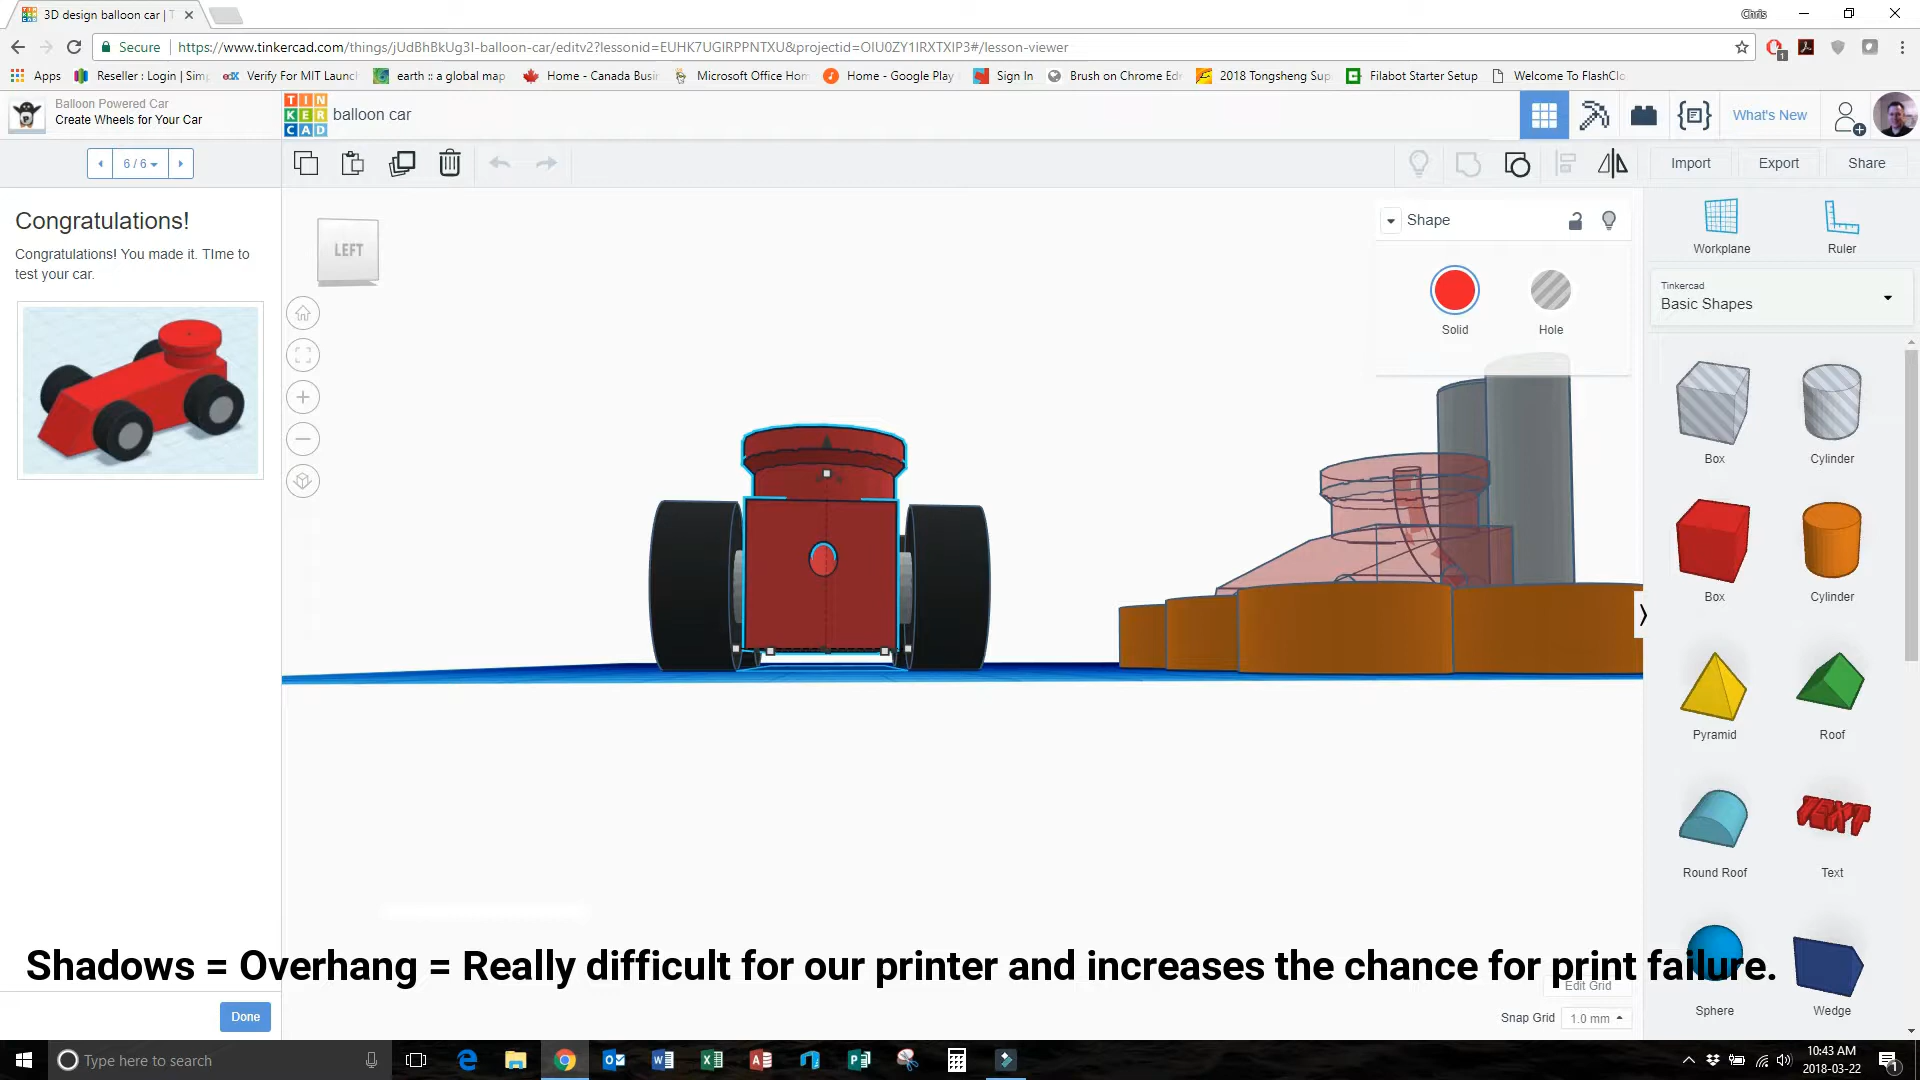 3D design balloon car | T
Chris
Secure
https://www.tinkercad.com/things/jUdBhBkUg3I-balloon-car/editv2?lessonid=EUHK7UGIRPPNTXU&projectid=OIU0ZY1IRXTXIP3#/lesson-viewer
Apps
Reseller : Login | Sim
Verify For MIT Launch
earth :: a global map
Home - Canada Busi
Microsoft Office Hom
Home - Google Play
Sign In
Brush on Chrome Ed
2018 Tongsheng Sup
Filabot Starter Setup
Welcome To FlashClo
Balloon Powered Car
Create Wheels for Your Car
TIN
KER
CAD
balloon car
What's New
6 / 6
Import
Export
Share
Congratulations!
Congratulations! You made it. TIme to
test your car.
LEFT
Shape
Solid
Hole
Workplane
Ruler
Tinkercad
Basic Shapes
Box
Cylinder
Box
Cylinder
Pyramid
Roof
Round Roof
TEXT
Text
Sphere
Wedge
Shadows = Overhang = Really difficult for our printer and increases the chance for print failure.
Edit Grid
Snap Grid
1.0 mm
Done
Type here to search
10:43 AM
2018-03-22